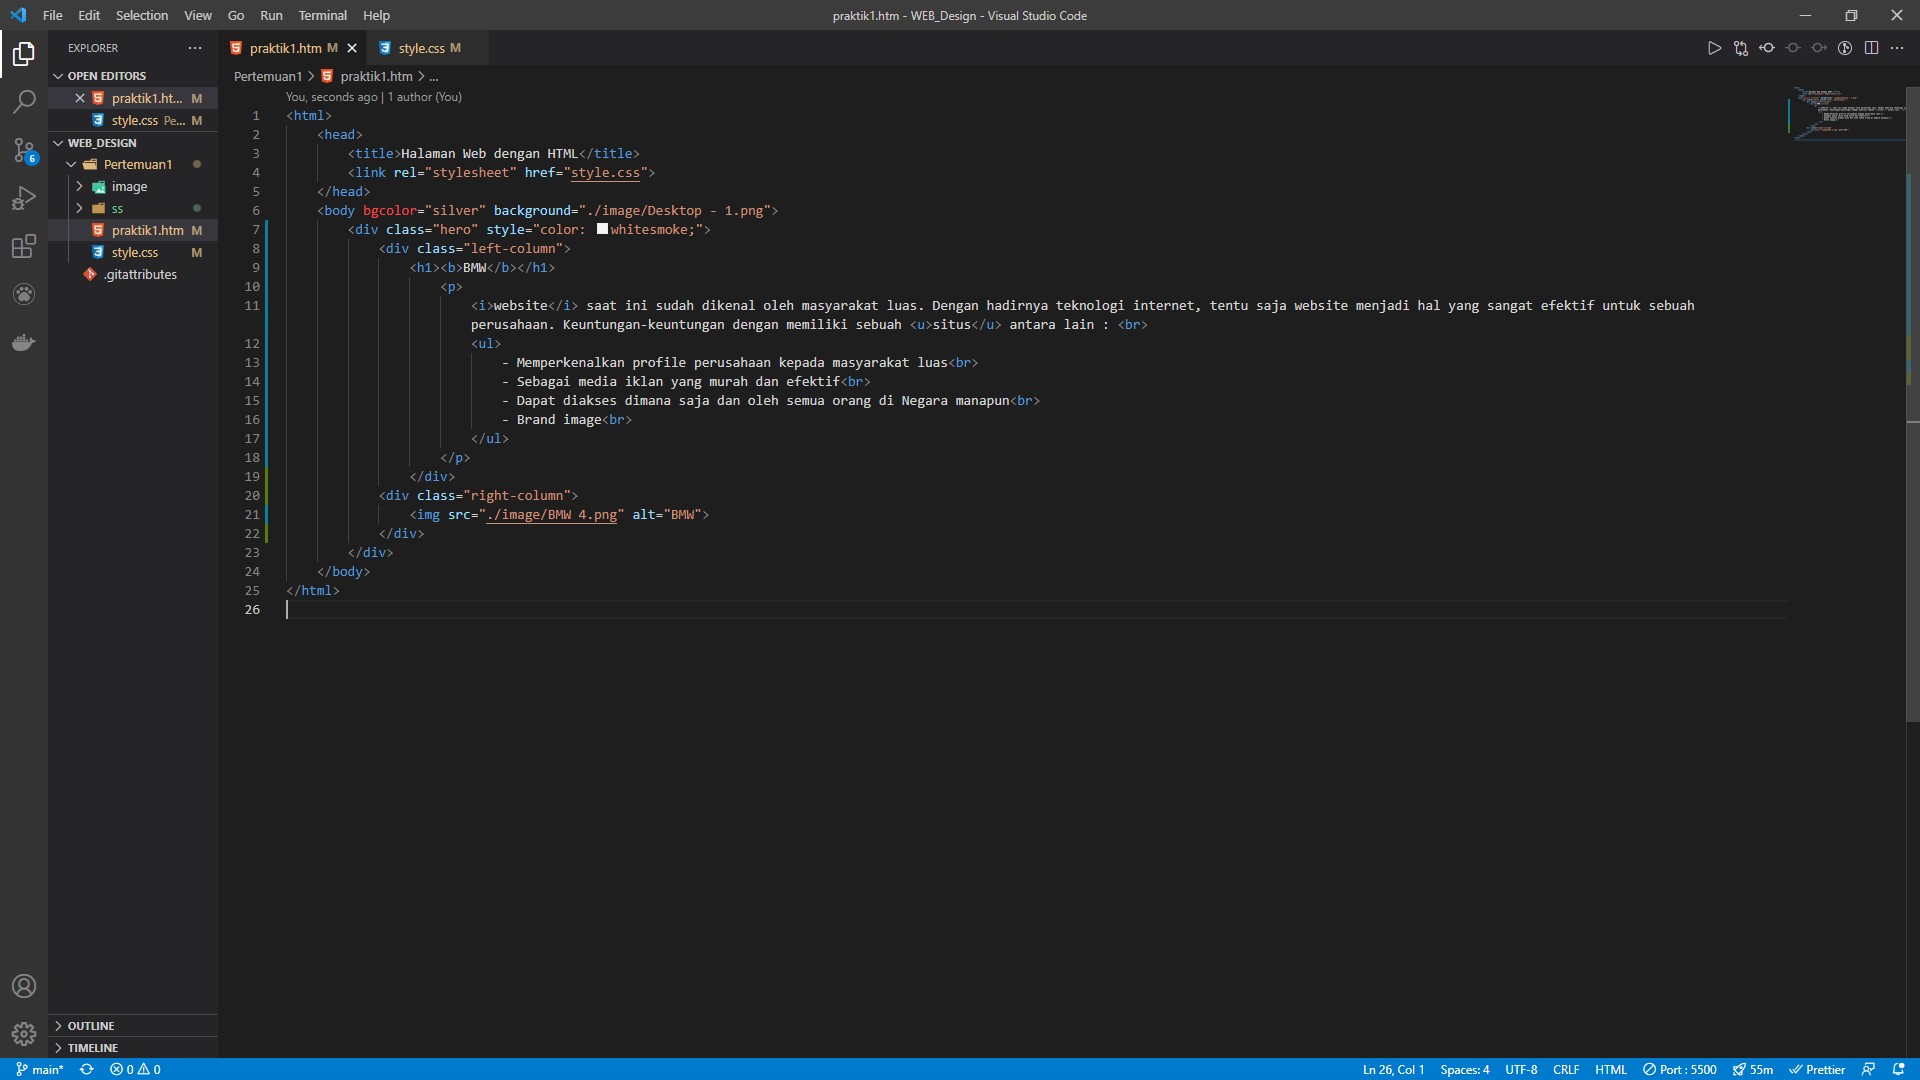 File Edit Selection View Go Run Terminal Help
praktik1.htm - WEB_Design - Visual Studio Code
EXPLORER
OPEN EDITORS
praktik1.ht... M
style.css Pe... M
WEB_DESIGN
Pertemuan1
image
ss
praktik1.htm M
style.css M
.gitattributes
OUTLINE
TIMELINE
6
praktik1.htm M style.css M
Pertemuan1 > praktik1.htm > ...
You, seconds ago | 1 author (You)
1 <html>
2 <head>
3 <title>Halaman Web dengan HTML</title>
4 <link rel="stylesheet" href="style.css">
5 </head>
6 <body bgcolor="silver" background="./image/Desktop - 1.png">
7 <div class="hero" style="color: whitesmoke;">
8 <div class="left-column">
9 <h1><b>BMW</b></h1>
10 <p>
11 <i>website</i> saat ini sudah dikenal oleh masyarakat luas. Dengan hadirnya teknologi internet, tentu saja website menjadi hal yang sangat efektif untuk sebuah
perusahaan. Keuntungan-keuntungan dengan memiliki sebuah <u>situs</u> antara lain : <br>
12 <ul>
13 - Memperkenalkan profile perusahaan kepada masyarakat luas<br>
14 - Sebagai media iklan yang murah dan efektif<br>
15 - Dapat diakses dimana saja dan oleh semua orang di Negara manapun<br>
16 - Brand image<br>
17 </ul>
18 </p>
19 </div>
20 <div class="right-column">
21 <img src="./image/BMW 4.png" alt="BMW">
22 </div>
23 </div>
24 </body>
25 </html>
26
main* 0 0
Ln 26, Col 1 Spaces: 4 UTF-8 CRLF HTML Port : 5500 55m Prettier